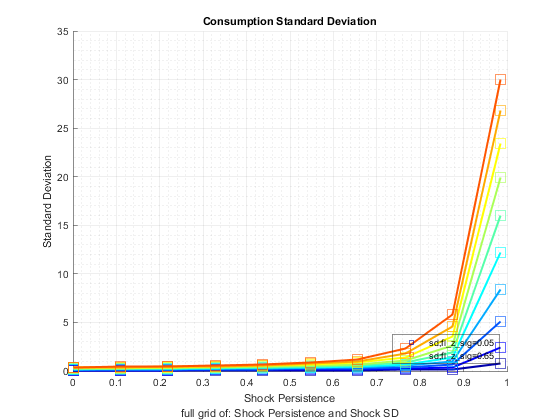 Consumption Standard Deviation
35
30
25
20
15
10
5
0
Standard Deviation
sd;fl_z_sig=0.05
sd;fl_z_sig=0.65
0 0.1 0.2 0.3 0.4 0.5 0.6 0.7 0.8 0.9 1
Shock Persistence
full grid of: Shock Persistence and Shock SD